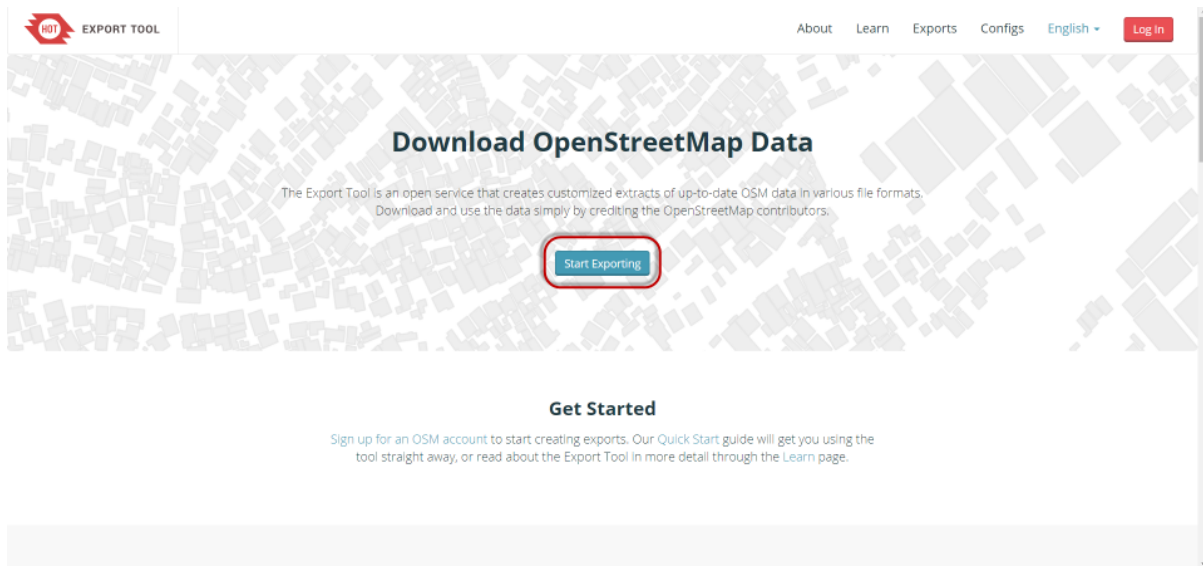 HOT EXPORT TOOL About Learn Exports Configs English Log In
Download OpenStreetMap Data
The Export Tool is an open service that creates customized extracts of up-to-date OSM data in various file formats.
Download and use the data simply by crediting the OpenStreetMap contributors.
Start Exporting
Get Started
Sign up for an OSM account to start creating exports. Our Quick Start guide will get you using the
tool straight away, or read about the Export Tool in more detail through the Learn page.